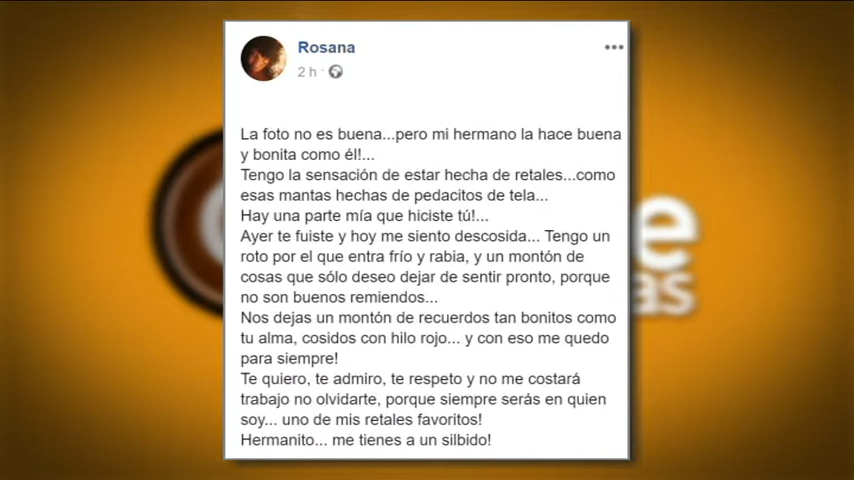 Rosana
2 h ·
La foto no es buena...pero mi hermano la hace buena
y bonita como él!...
Tengo la sensación de estar hecha de retales...como
esas mantas hechas de pedacitos de tela...
Hay una parte mía que hiciste tú!...
Ayer te fuiste y hoy me siento descosida... Tengo un
roto por el que entra frío y rabia, y un montón de
cosas que sólo deseo dejar de sentir pronto, porque
no son buenos remiendos...
Nos dejas un montón de recuerdos tan bonitos como
tu alma, cosidos con hilo rojo... y con eso me quedo
para siempre!
Te quiero, te admiro, te respeto y no me costará
trabajo no olvidarte, porque siempre serás en quien
soy... uno de mis retales favoritos!
Hermanito... me tienes a un silbido!